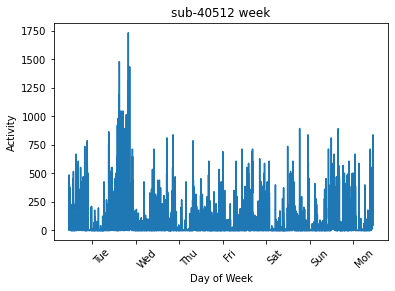 sub-40512 week
1750
1500
1250
1000
750
500
250
0
Activity
Tue
Wed
Thu
Fri
Sat
Sun
Mon
Day of Week